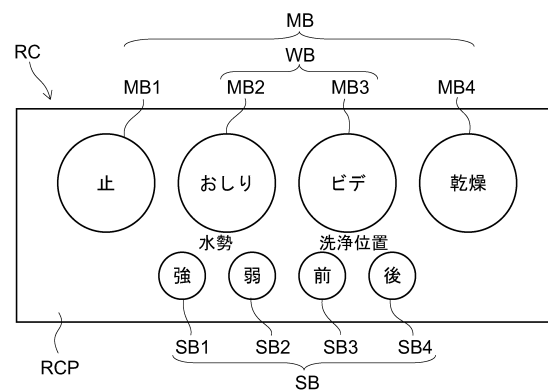 MB
RC
WB
MB1 MB2 MB3 MB4
止 おしり ビデ 乾燥
水勢 洗浄位置
強 弱 前 後
RCP
SB1 SB2 SB3 SB4
SB